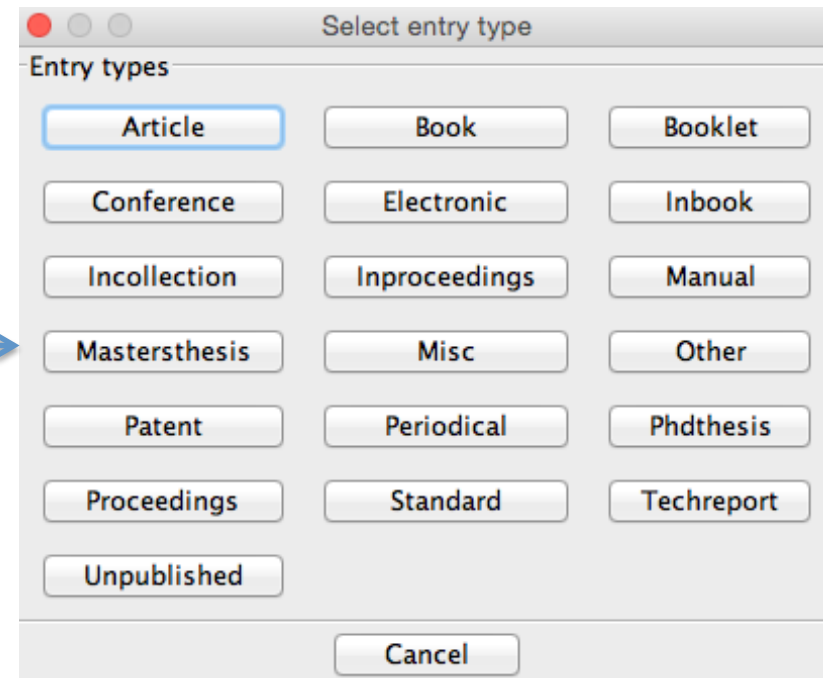 Select entry type
Entry types
Article Book Booklet
Conference Electronic Inbook
Incollection Inproceedings Manual
Mastersthesis Misc Other
Patent Periodical Phdthesis
Proceedings Standard Techreport
Unpublished
Cancel